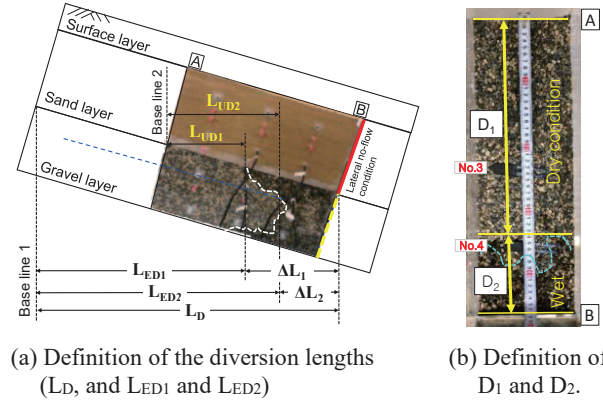 Surface layer
Sand layer
Gravel layer
Base line 2
A
B
L_UD2
L_UD1
Lateral no-flow
condition
Base line 1
L_ED1
ΔL_1
L_ED2
ΔL_2
L_D
(a) Definition of the diversion lengths
(L_D, and L_ED1 and L_ED2)
A
D_1
Dry condition
No.3
No.4
D_2
Wet
B
(b) Definition of
D_1 and D_2.